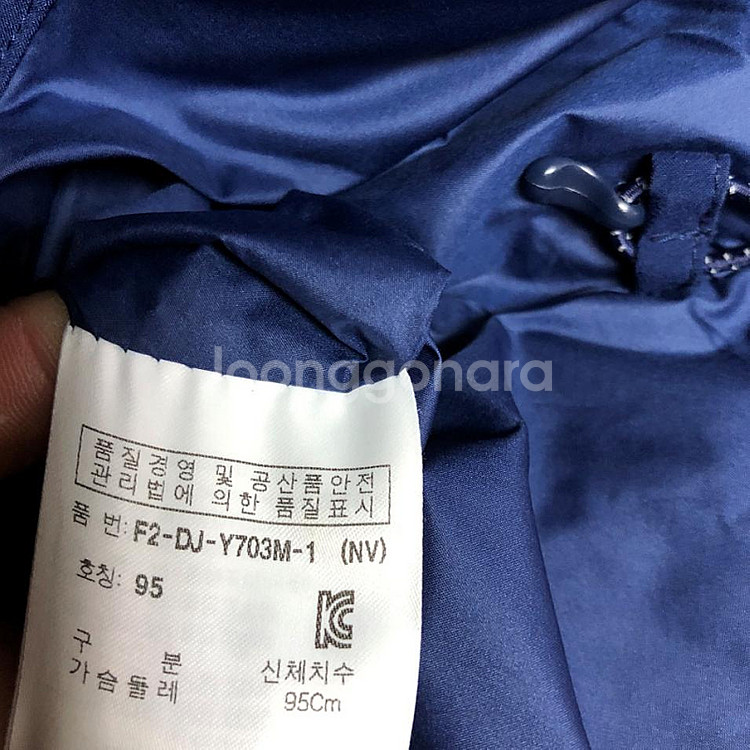 joonggonara
품질경영 및 공산품안전
관리법에 의한 품질표시
품 번: F2-DJ-Y703M-1 (NV)
호칭: 95
구 분 신체치수
가슴둘레 95Cm